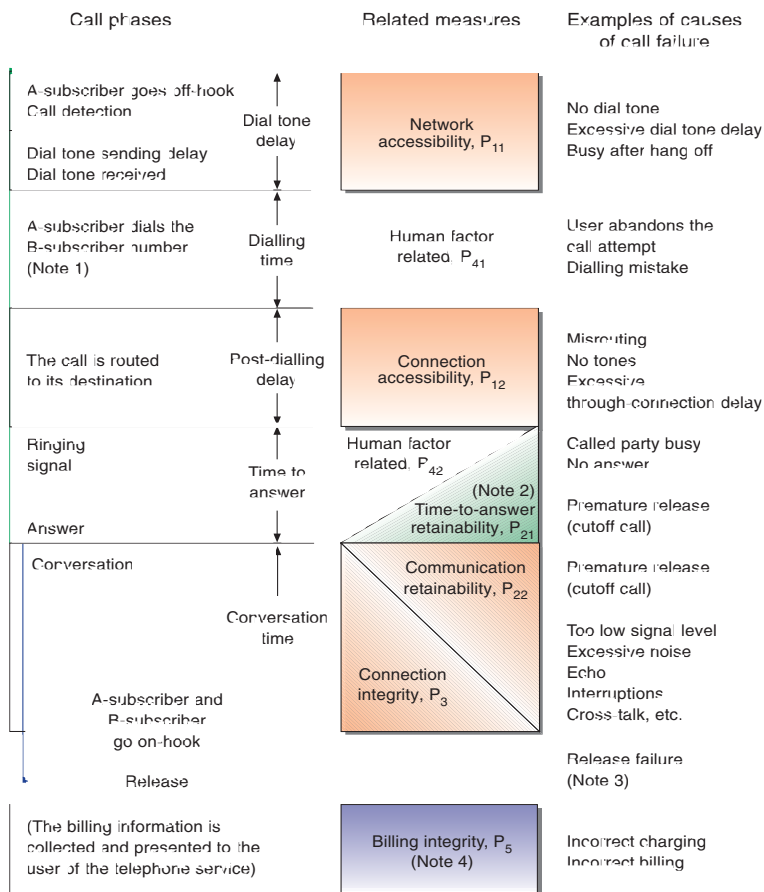 Call phases
Related measures
Examples of causes
of call failure
A-subscriber goes off-hook
Call detection
Dial tone sending delay
Dial tone received
Dial tone
delay
Network
accessibility, P11
No dial tone
Excessive dial tone delay
Busy after hang off
A-subscriber dials the
B-subscriber number
(Note 1)
Dialling
time
Human factor
related, P41
User abandons the
call attempt
Dialling mistake
The call is routed
to its destination
Post-dialling
delay
Connection
accessibility, P12
Misrouting
No tones
Excessive
through-connection delay
Ringing
signal
Answer
Time to
answer
Human factor
related, P42
(Note 2)
Time-to-answer
retainability, P21
Called party busy
No answer
Premature release
(cutoff call)
Conversation
Conversation
time
Communication
retainability, P22
Connection
integrity, P3
Premature release
(cutoff call)
Too low signal level
Excessive noise
Echo
Interruptions
Cross-talk, etc.
A-subscriber and
B-subscriber
go on-hook
Release
Release failure
(Note 3)
(The billing information is
collected and presented to the
user of the telephone service)
Billing integrity, P5
(Note 4)
Incorrect charging
Incorrect billing